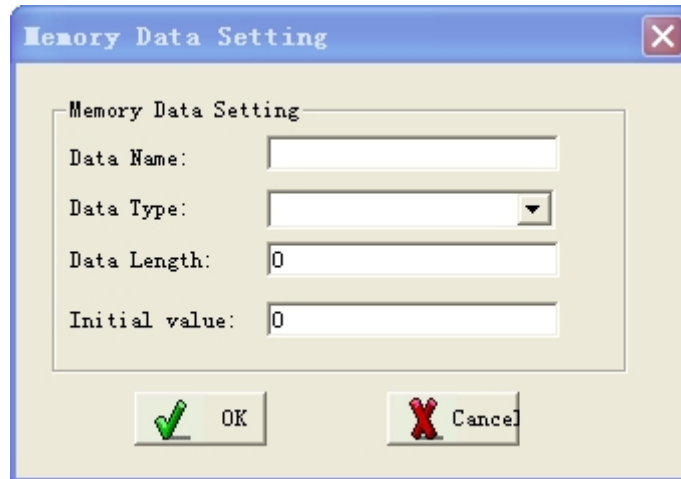 Memory Data Setting
Memory Data Setting
Data Name:
Data Type:
Data Length: 0
Initial value: 0
OK Cancel